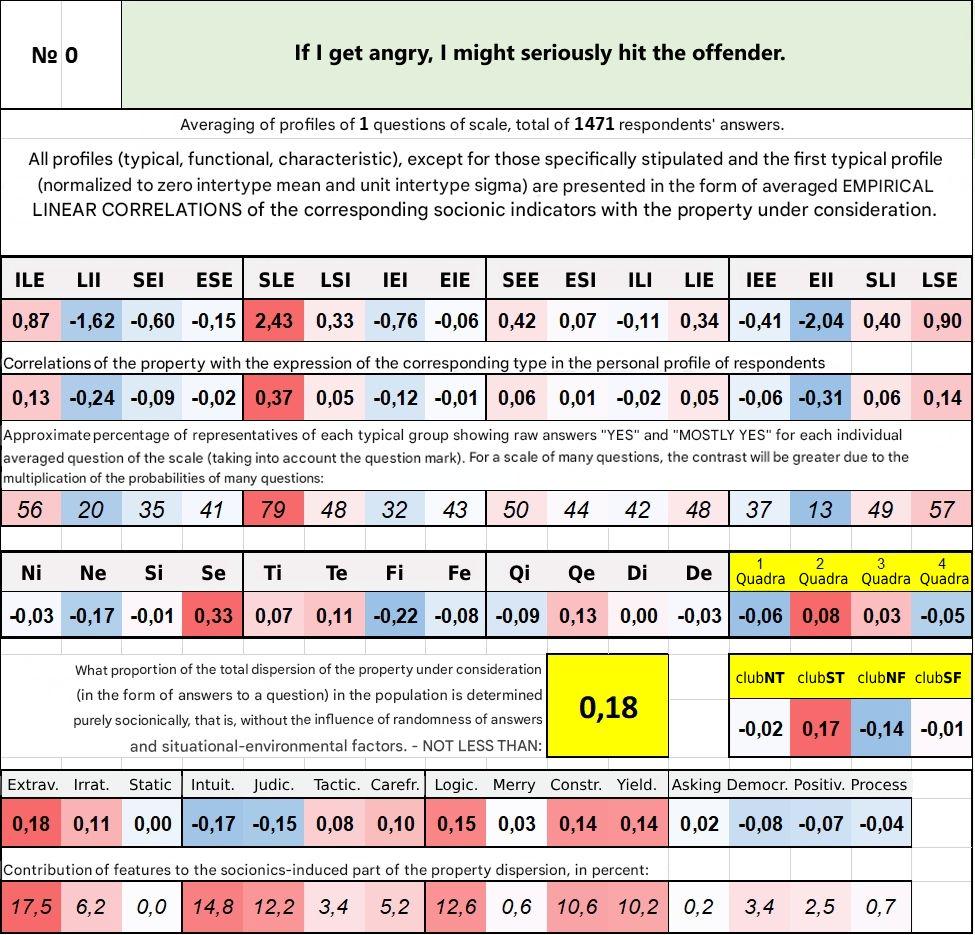 № 0
If I get angry, I might seriously hit the offender.
Averaging of profiles of 1 questions of scale, total of 1471 respondents' answers.
All profiles (typical, functional, characteristic), except for those specifically stipulated and the first typical profile
(normalized to zero intertype mean and unit intertype sigma) are presented in the form of averaged EMPIRICAL
LINEAR CORRELATIONS of the corresponding socionic indicators with the property under consideration.
ILE LII SEI ESE SLE LSI IEI EIE SEE ESI ILI LIE IEE EII SLI LSE
0,87 -1,62 -0,60 -0,15 2,43 0,33 -0,76 -0,06 0,42 0,07 -0,11 0,34 -0,41 -2,04 0,40 0,90
Correlations of the property with the expression of the corresponding type in the personal profile of respondents
0,13 -0,24 -0,09 -0,02 0,37 0,05 -0,12 -0,01 0,06 0,01 -0,02 0,05 -0,06 -0,31 0,06 0,14
Approximate percentage of representatives of each typical group showing raw answers "YES" and "MOSTLY YES" for each individual
averaged question of the scale (taking into account the question mark). For a scale of many questions, the contrast will be greater due to the
multiplication of the probabilities of many questions:
56 20 35 41 79 48 32 43 50 44 42 48 37 13 49 57
Ni Ne Si Se Ti Te Fi Fe Qi Qe Di De 1 Quadra 2 Quadra 3 Quadra 4 Quadra
-0,03 -0,17 -0,01 0,33 0,07 0,11 -0,22 -0,08 -0,09 0,13 0,00 -0,03 -0,06 0,08 0,03 -0,05
What proportion of the total dispersion of the property under consideration
(in the form of answers to a question) in the population is determined
purely socionically, that is, without the influence of randomness of answers
and situational-environmental factors. - NOT LESS THAN:
0,18
clubNT clubST clubNF clubSF
-0,02 0,17 -0,14 -0,01
Extrav. Irrat. Static Intuit. Judic. Tactic. Carefr. Logic. Merry Constr. Yield. Asking Democr. Positiv. Process
0,18 0,11 0,00 -0,17 -0,15 0,08 0,10 0,15 0,03 0,14 0,14 0,02 -0,08 -0,07 -0,04
Contribution of features to the socionics-induced part of the property dispersion, in percent:
17,5 6,2 0,0 14,8 12,2 3,4 5,2 12,6 0,6 10,6 10,2 0,2 3,4 2,5 0,7